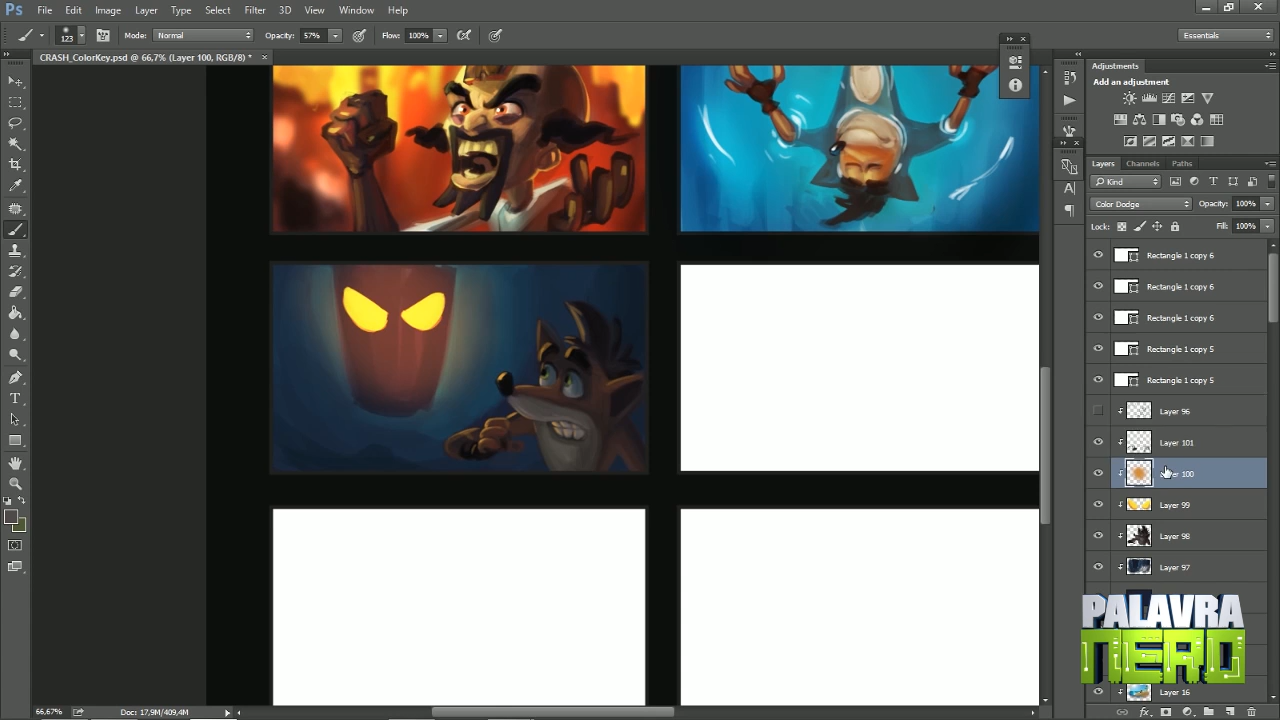 Ps File Edit Image Layer Type Select Filter 3D View Window Help
123 Mode: Normal Opacity: 57% Flow: 100% Essentials
CRASH_ColorKey.psd @ 66,7% (Layer 100, RGB/8) * ×
Adjustments
Add an adjustment
Layers Channels Paths
Kind
Color Dodge Opacity: 100%
Lock: Fill: 100%
Rectangle 1 copy 6
Rectangle 1 copy 6
Rectangle 1 copy 6
Rectangle 1 copy 5
Rectangle 1 copy 5
Layer 96
Layer 101
Layer 100
Layer 99
Layer 98
Layer 97
PALAVRA
NERD
Layer 16
66,67% Doc: 17,9M/409,4M